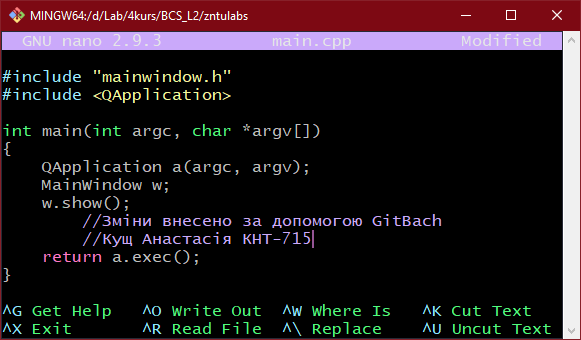 MINGW64:/d/Lab/4kurs/BCS_L2/zntulabs
GNU nano 2.9.3 main.cpp Modified
#include "mainwindow.h"
#include <QApplication>
int main(int argc, char *argv[])
{
QApplication a(argc, argv);
MainWindow w;
w.show();
//Зміни внесено за допомогою GitBach
//Кущ Анастасія КНТ-715
return a.exec();
}
^G Get Help ^O Write Out ^W Where Is ^K Cut Text
^X Exit ^R Read File ^\ Replace ^U Uncut Text